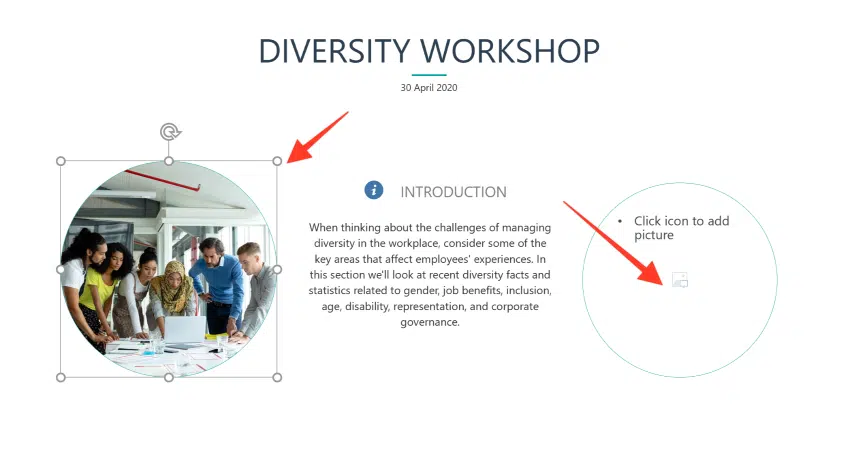 DIVERSITY WORKSHOP
30 April 2020
i
INTRODUCTION
When thinking about the challenges of managing
diversity in the workplace, consider some of the
key areas that affect employees' experiences. In
this section we'll look at recent diversity facts and
statistics related to gender, job benefits, inclusion,
age, disability, representation, and corporate
governance.
• Click icon to add
picture